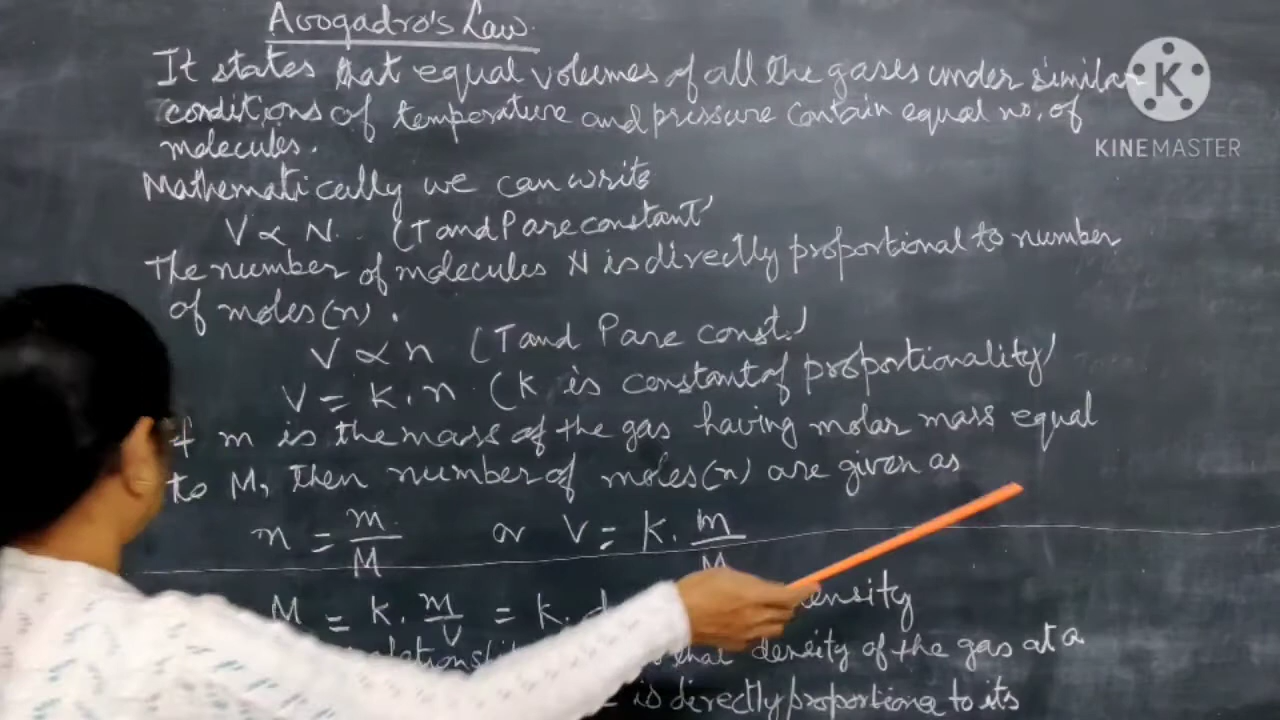 Avogadro's Law.
It states that equal volumes of all the gases under similar
conditions of temperature and pressure contain equal no. of
molecules.
Mathematically we can write
V ∝ N. (T and P are constant)
The number of molecules N is directly proportional to number
of moles (n).
V ∝ n (T and P are const.)
V = K. n (K is constant of proportionality)
If m is the mass of the gas having molar mass equal
to M, then number of moles (n) are given as
n = m/M or V = K. m/M
M = K. m/V = K. d density
that density of the gas at a
is directly proportional to its
K
KINEMASTER